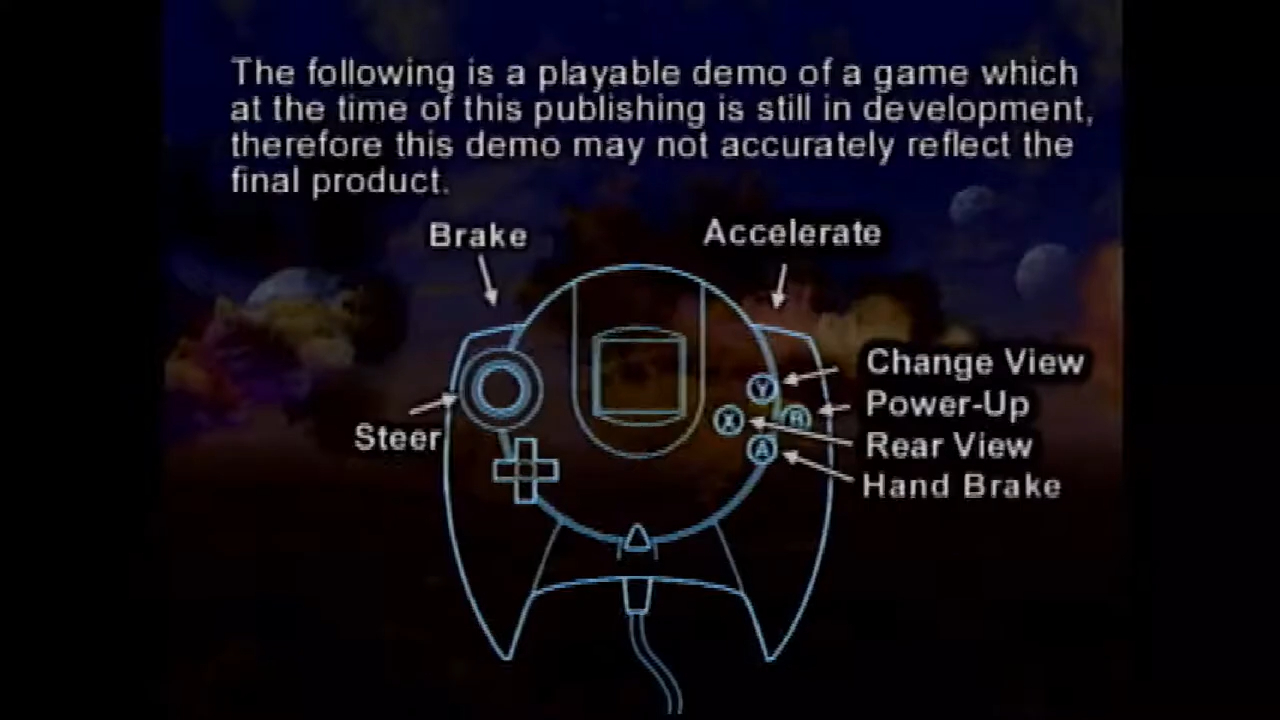 The following is a playable demo of a game which
at the time of this publishing is still in development,
therefore this demo may not accurately reflect the
final product.
Brake
Accelerate
Change View
Y
Power-Up
B
X
Rear View
Steer
A
Hand Brake